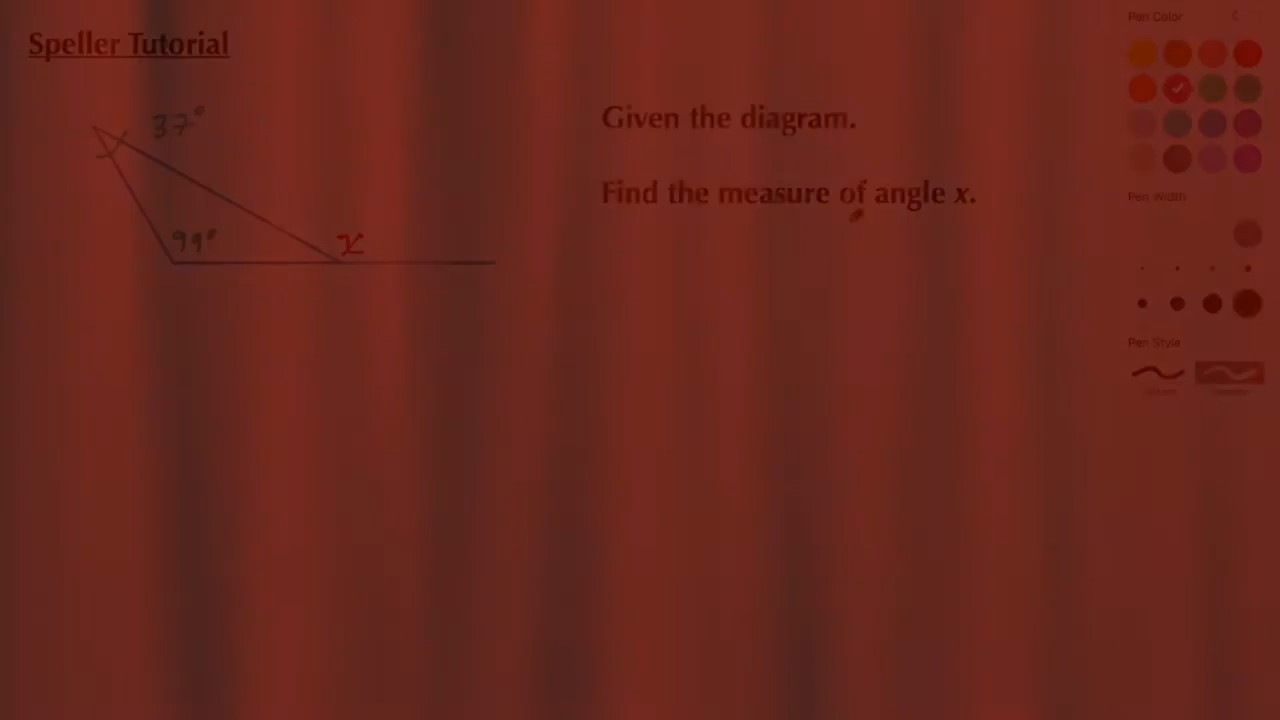 Speller Tutorial
37°
99°
x
Given the diagram.
Find the measure of angle x.
Pen Color
Pen Width
Pen Style